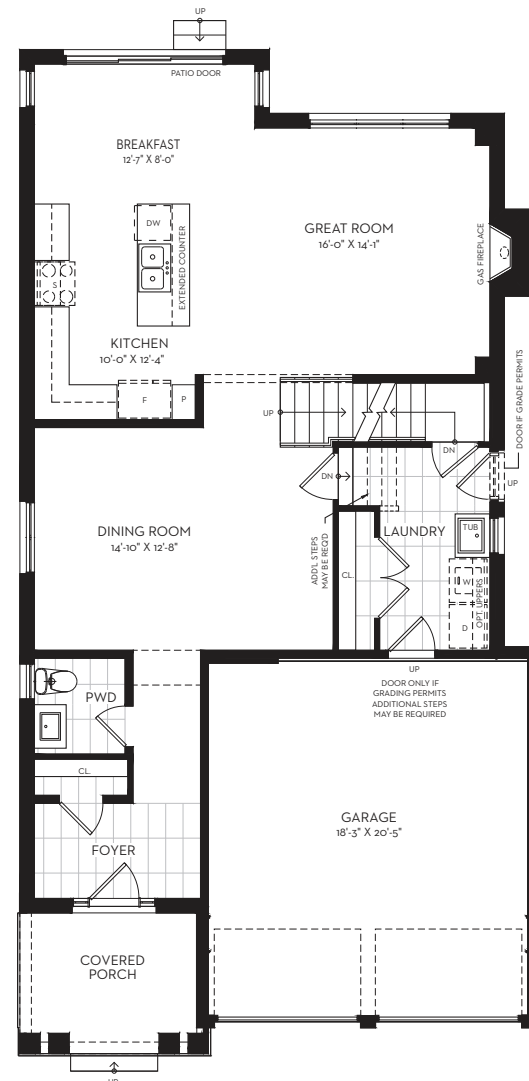 UP
PATIO DOOR
BREAKFAST
12'-7" X 8'-0"
DW
EXTENDED COUNTER
GREAT ROOM
16'-0" X 14'-1"
GAS FIREPLACE
S
KITCHEN
10'-0" X 12'-4"
F
P
UP
DOOR IF GRADE PERMITS
DN
DN
UP
DINING ROOM
14'-10" X 12'-8"
ADD'L STEPS
MAY BE REQ'D
LAUNDRY
TUB
CL.
W
D
OPT. UPPERS
UP
DOOR ONLY IF
GRADING PERMITS
ADDITIONAL STEPS
MAY BE REQUIRED
PWD
CL.
GARAGE
18'-3" X 20'-5"
FOYER
COVERED
PORCH
UP